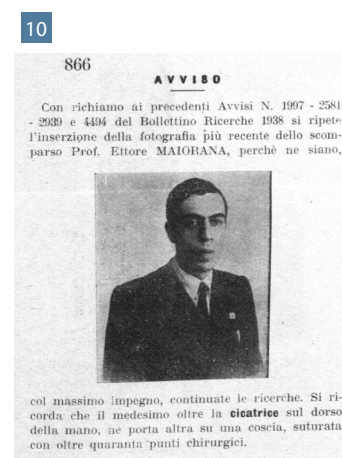 10
866
AVVISO
Con richiamo ai precedenti Avvisi N. 1997 - 2581
- 2939 e 4494 del Bollettino Ricerche 1938 si ripete
l'inserzione della fotografia più recente dello scom-
parso Prof. Ettore MAIORANA, perchè ne siano,
col massimo impegno, continuate le ricerche. Si ri-
corda che il medesimo oltre la cicatrice sul dorso
della mano, ne porta altra su una coscia, suturata
con oltre quaranta punti chirurgici.